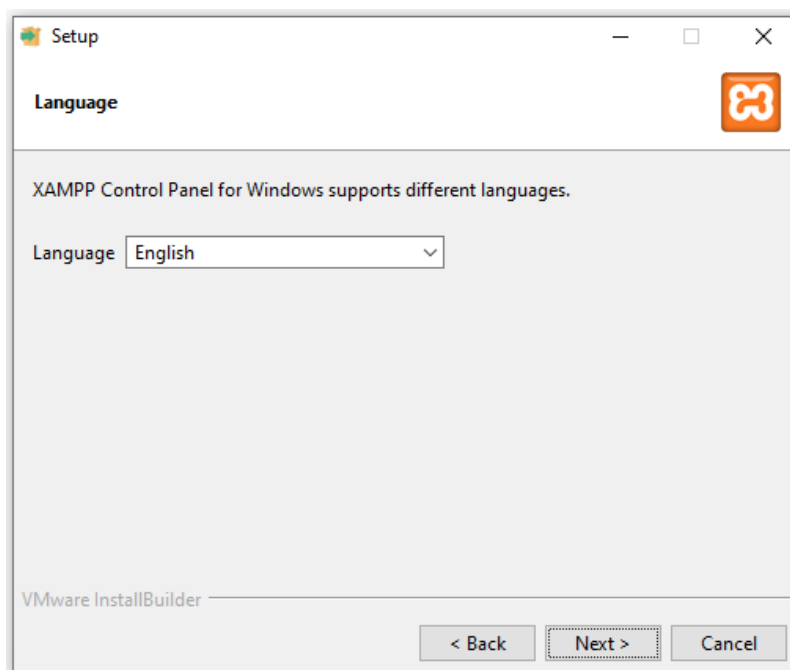 Setup
Language
XAMPP Control Panel for Windows supports different languages.
Language English
VMware InstallBuilder
< Back Next > Cancel